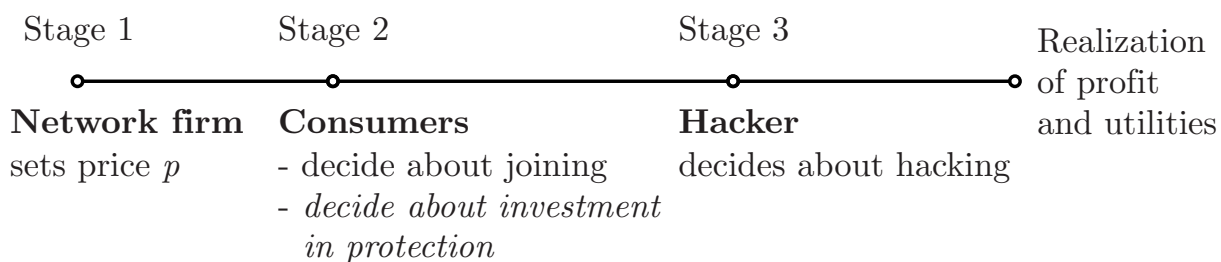 Stage 1
Stage 2
Stage 3
Realization
of profit
and utilities
Network firm
sets price p
Consumers
- decide about joining
- decide about investment
in protection
Hacker
decides about hacking